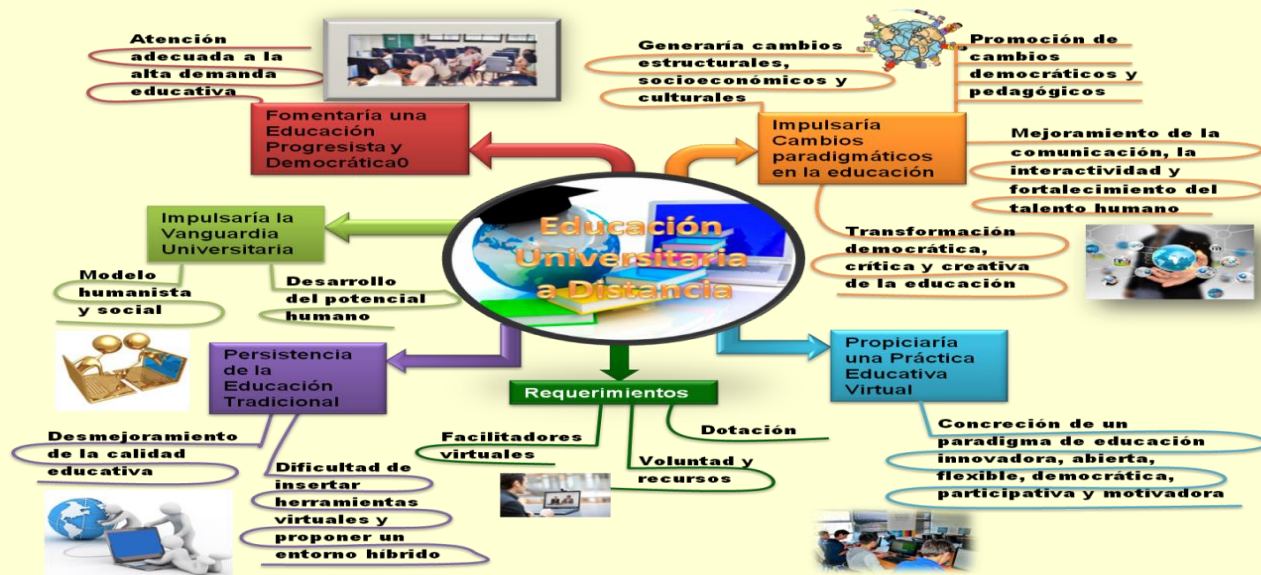 Educación
Universitaria
a Distancia
Fomentaría una
Educación
Progresista y
Democrática0
Atención
adecuada a la
alta demanda
educativa
Impulsaría
Cambios
paradigmáticos
en la educación
Generaría cambios
estructurales,
socioeconómicos y
culturales
Promoción de
cambios
democráticos y
pedagógicos
Mejoramiento de la
comunicación, la
interactividad y
fortalecimiento del
talento humano
Transformación
democrática,
crítica y creativa
de la educación
Impulsaría la
Vanguardia
Universitaria
Modelo
humanista
y social
Desarrollo
del potencial
humano
Persistencia
de la
Educación
Tradicional
Desmejoramiento
de la calidad
educativa
Dificultad de
insertar
herramientas
virtuales y
proponer un
entorno híbrido
Requerimientos
Facilitadores
virtuales
Voluntad y
recursos
Dotación
Propiciaría
una Práctica
Educativa
Virtual
Concreción de un
paradigma de educación
innovadora, abierta,
flexible, democrática,
participativa y motivadora